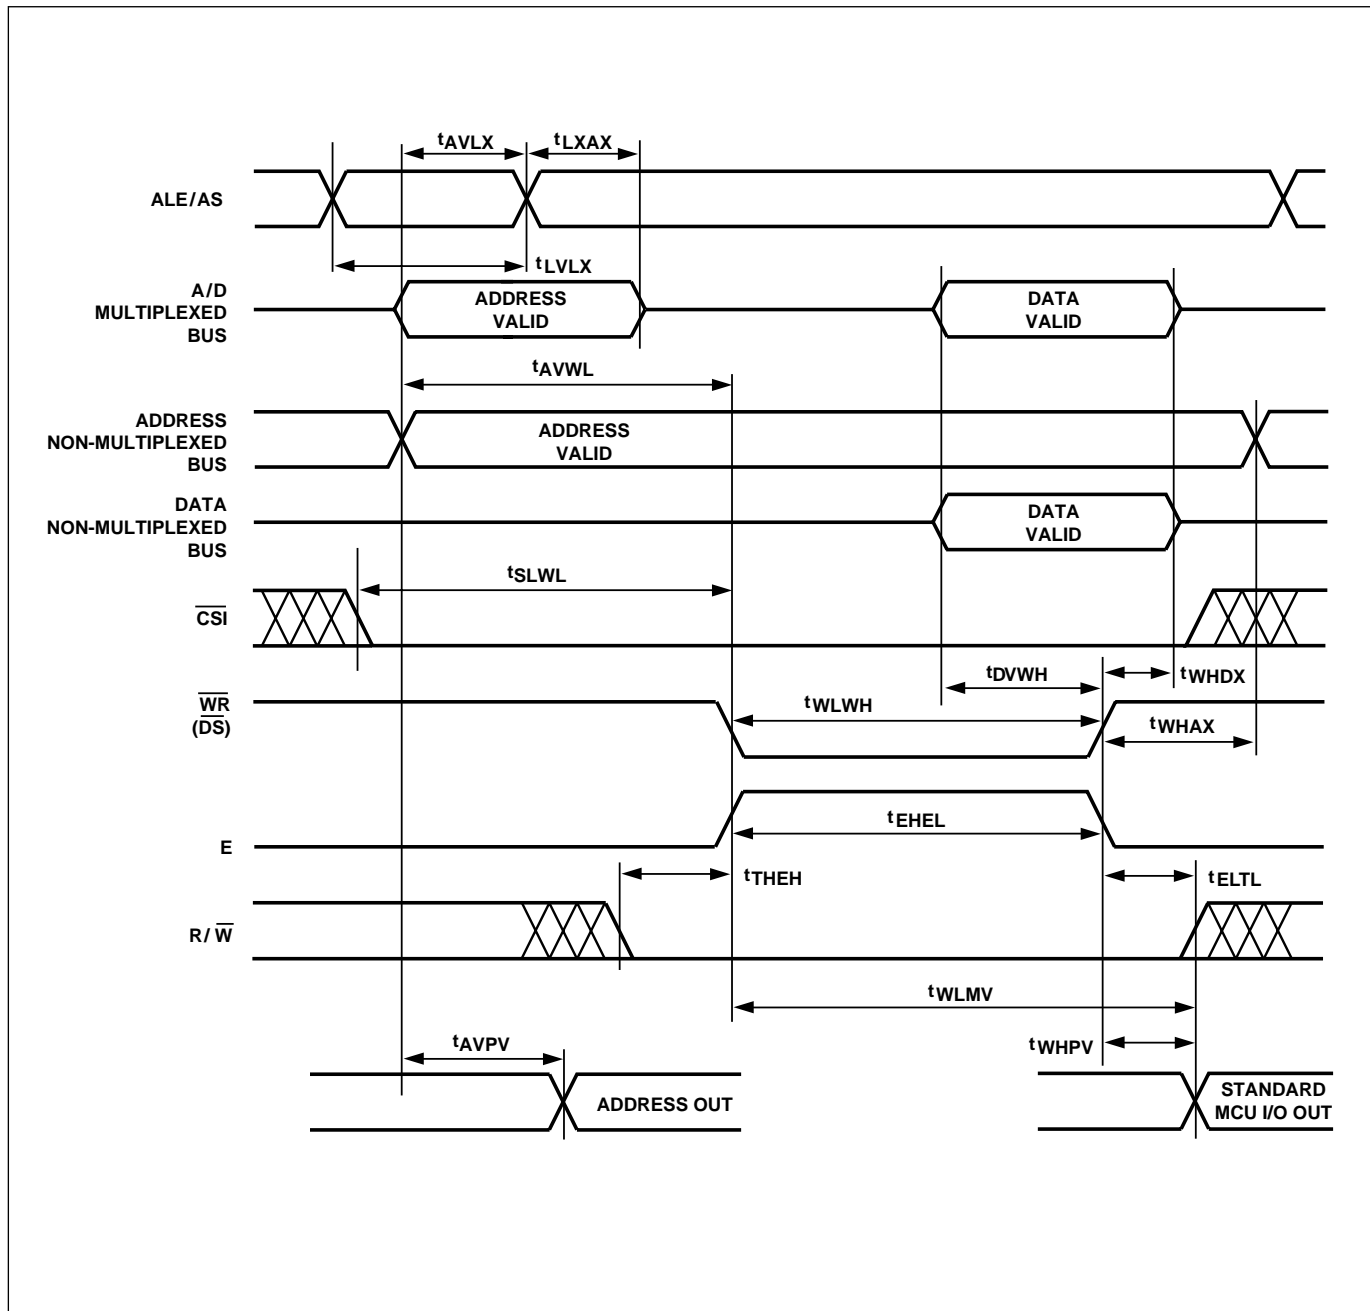 tAVLX
tLXAX
ALE/AS
tLVLX
A/D
MULTIPLEXED
BUS
ADDRESS
VALID
DATA
VALID
tAVWL
ADDRESS
NON-MULTIPLEXED
BUS
ADDRESS
VALID
DATA
NON-MULTIPLEXED
BUS
DATA
VALID
tSLWL
CSI
tDVWH
tWHDX
WR
(DS)
tWLWH
tWHAX
E
tEHEL
tTHEH
tELTL
R/W
tWLMV
tAVPV
tWHPV
ADDRESS OUT
STANDARD
MCU I/O OUT